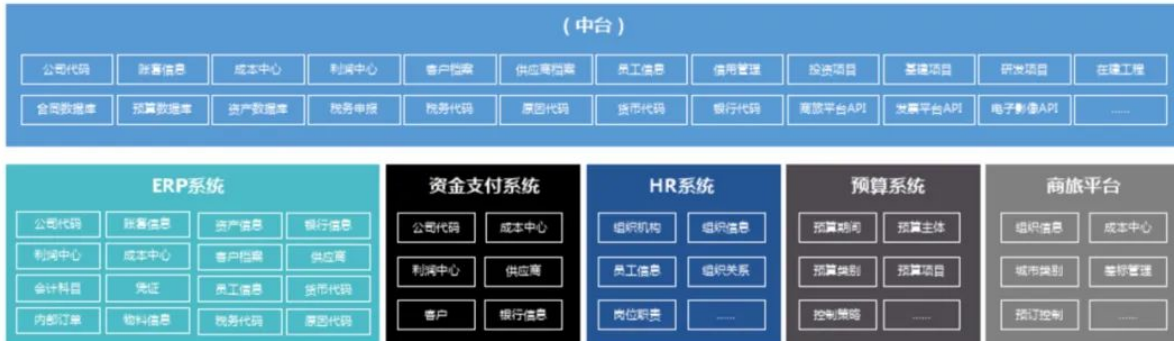 （中台）
公司代码 账套信息 成本中心 利润中心 客户档案 供应商档案 员工信息 信用管理 投资项目 基建项目 研发项目 在建工程
合同数据库 预算数据库 资产数据库 税务申报 税务代码 原因代码 货币代码 银行代码 商旅平台API 发票平台API 电子影像API ......
ERP系统 资金支付系统 HR系统 预算系统 商旅平台
公司代码 账套信息 资产信息 银行信息
利润中心 成本中心 客户档案 供应商
会计科目 凭证 员工信息 货币代码
内部订单 物料信息 税务代码 原因代码
公司代码 成本中心
利润中心 供应商
客户 银行信息
组织机构 组织信息
员工信息 组织关系
岗位职责 ......
预算期间 预算主体
预算类别 预算项目
控制策略 ......
组织信息 成本中心
城市类别 差标管理
预订控制 ......